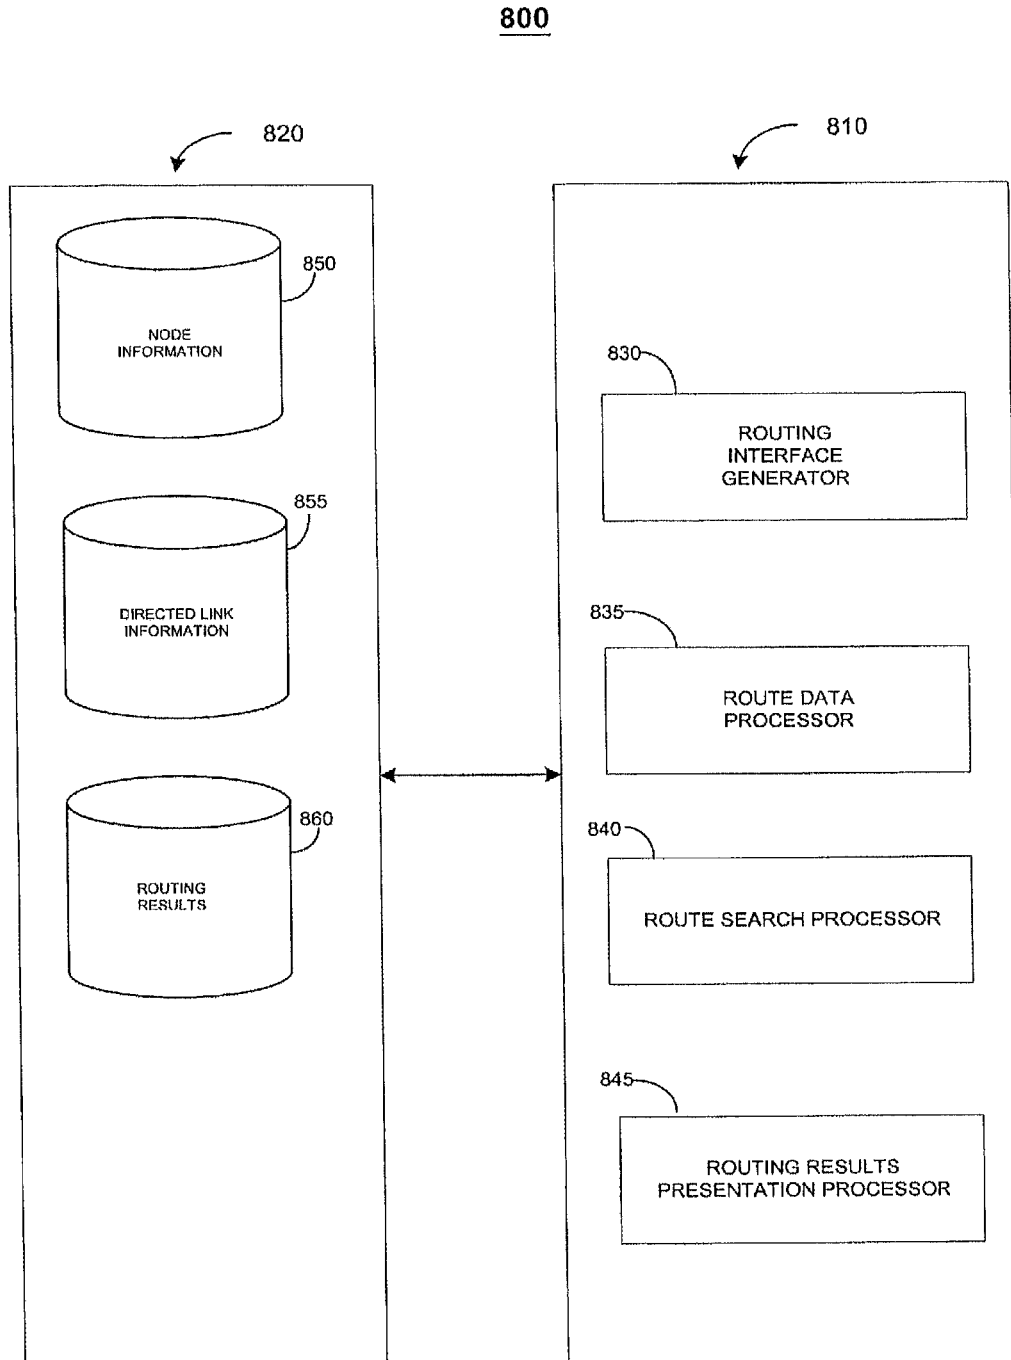 800
820
810
850
NODE
INFORMATION
855
DIRECTED LINK
INFORMATION
860
ROUTING
RESULTS
830
ROUTING
INTERFACE
GENERATOR
835
ROUTE DATA
PROCESSOR
840
ROUTE SEARCH PROCESSOR
845
ROUTING RESULTS
PRESENTATION PROCESSOR